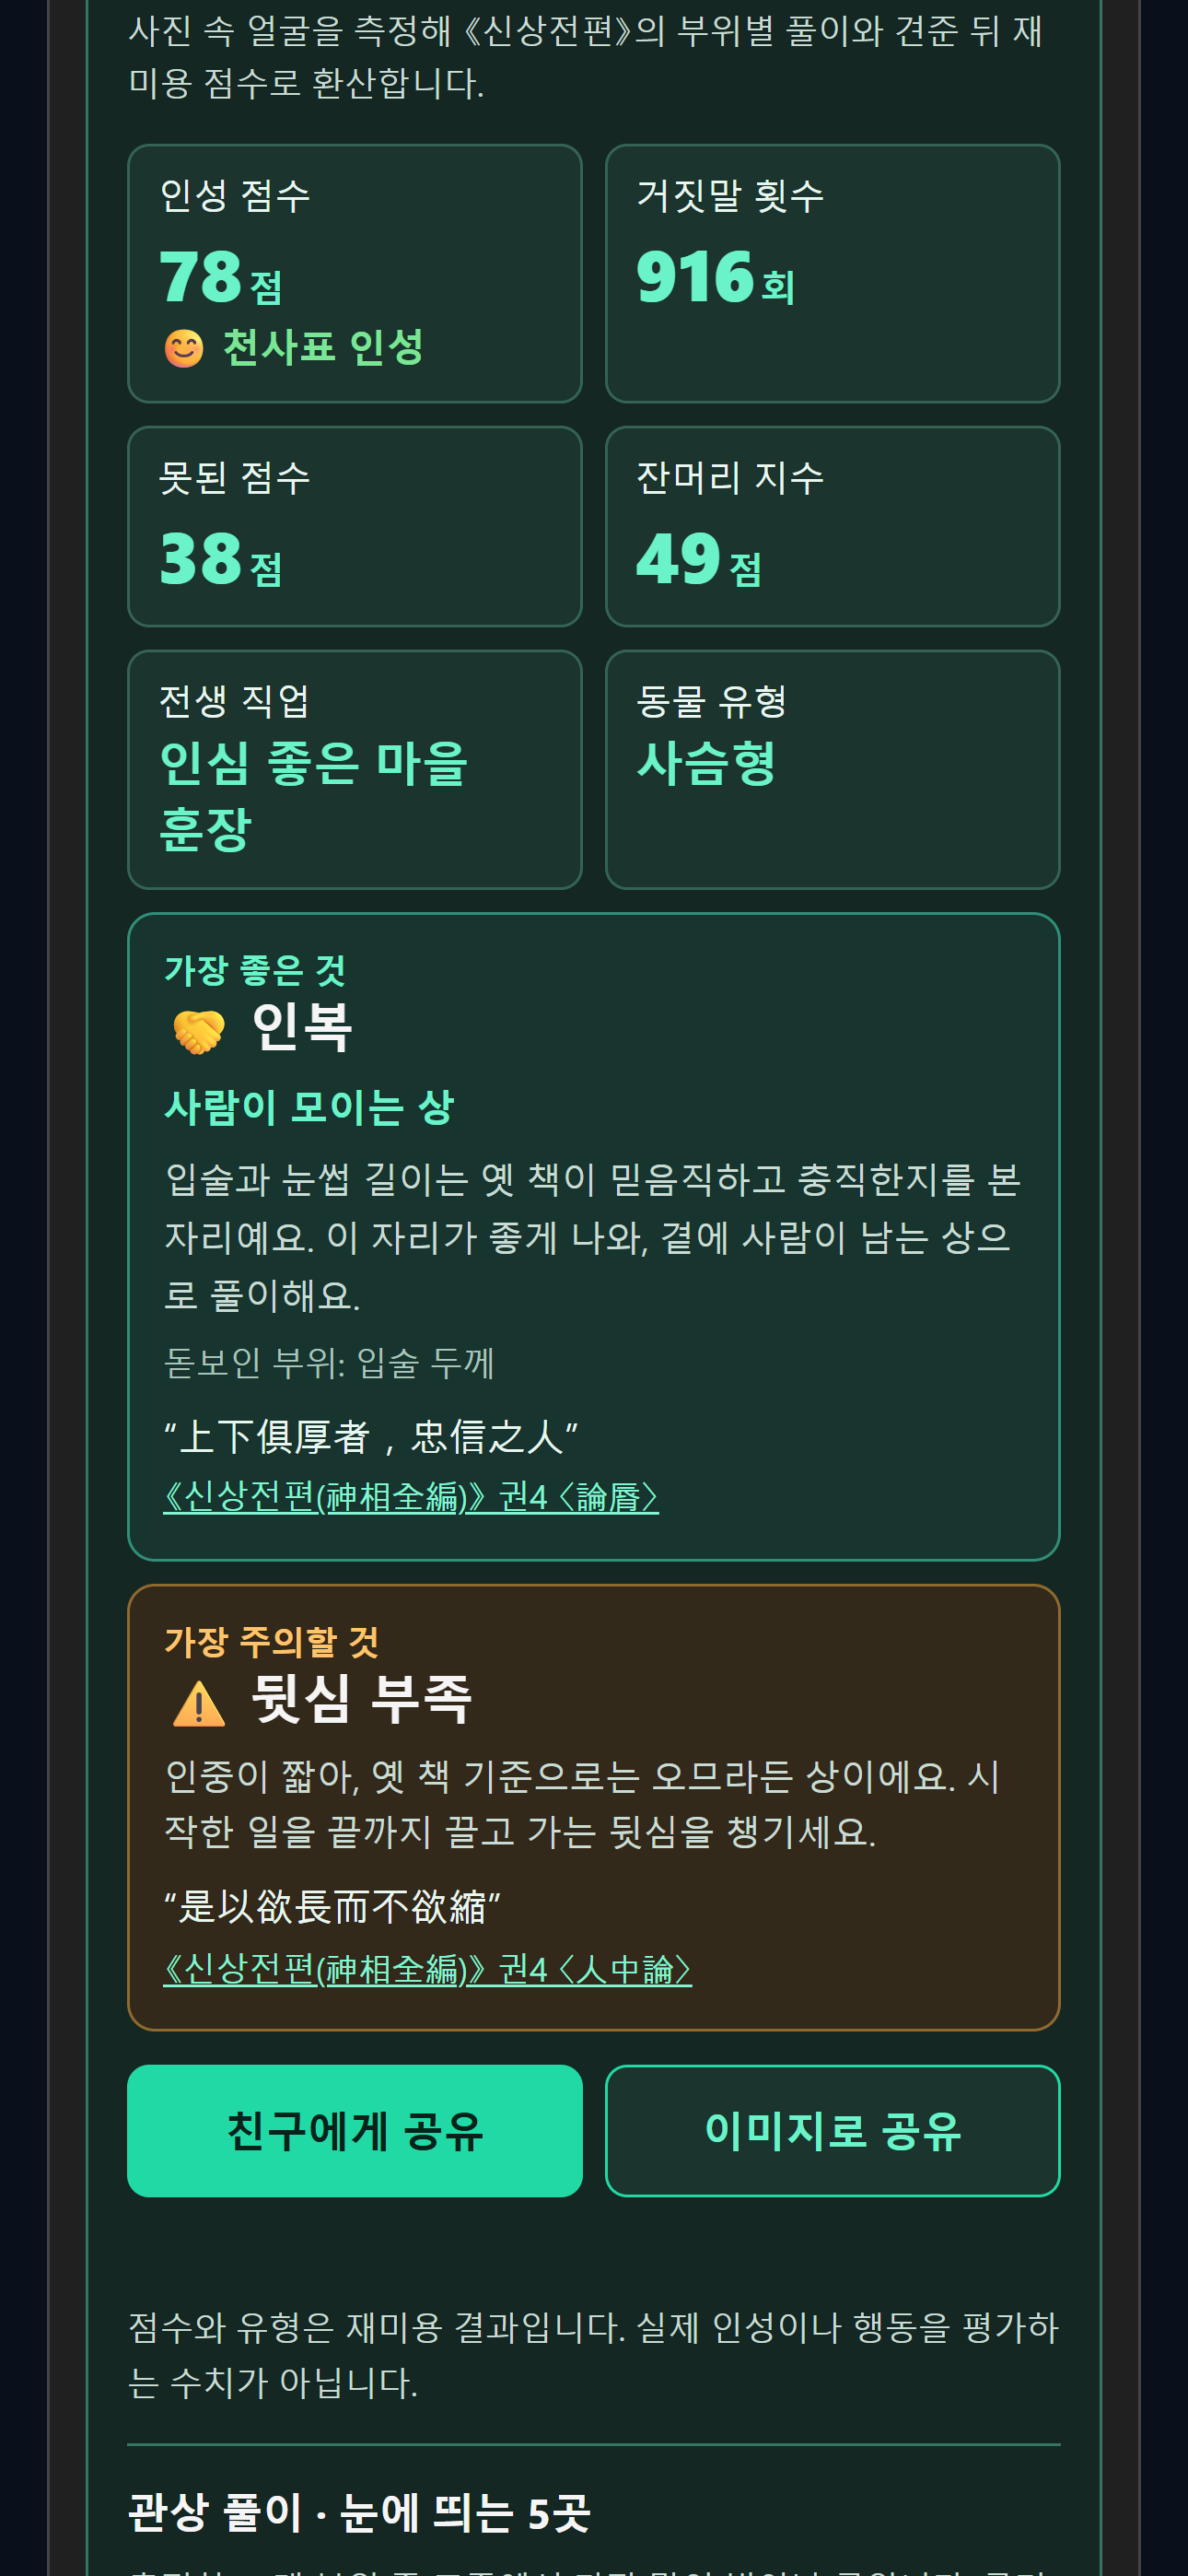 사진 속 얼굴을 측정해 《신상전편》의 부위별 풀이와 견준 뒤 재
미용 점수로 환산합니다.
인성 점수
78점
😊 천사표 인성
거짓말 횟수
916회
못된 점수
38점
잔머리 지수
49점
전생 직업
인심 좋은 마을
훈장
동물 유형
사슴형
가장 좋은 것
🤝 인복
사람이 모이는 상
입술과 눈썹 길이는 옛 책이 믿음직하고 충직한지를 본
자리예요. 이 자리가 좋게 나와, 곁에 사람이 남는 상으
로 풀이해요.
돋보인 부위: 입술 두께
“上下俱厚者，忠信之人”
《신상전편(神相全編)》 권4 〈論脣〉
가장 주의할 것
⚠️ 뒷심 부족
인중이 짧아, 옛 책 기준으로는 오므라든 상이에요. 시
작한 일을 끝까지 끌고 가는 뒷심을 챙기세요.
“是以欲長而不欲縮”
《신상전편(神相全編)》 권4 〈人中論〉
친구에게 공유
이미지로 공유
점수와 유형은 재미용 결과입니다. 실제 인성이나 행동을 평가하
는 수치가 아닙니다.
관상 풀이 · 눈에 띄는 5곳